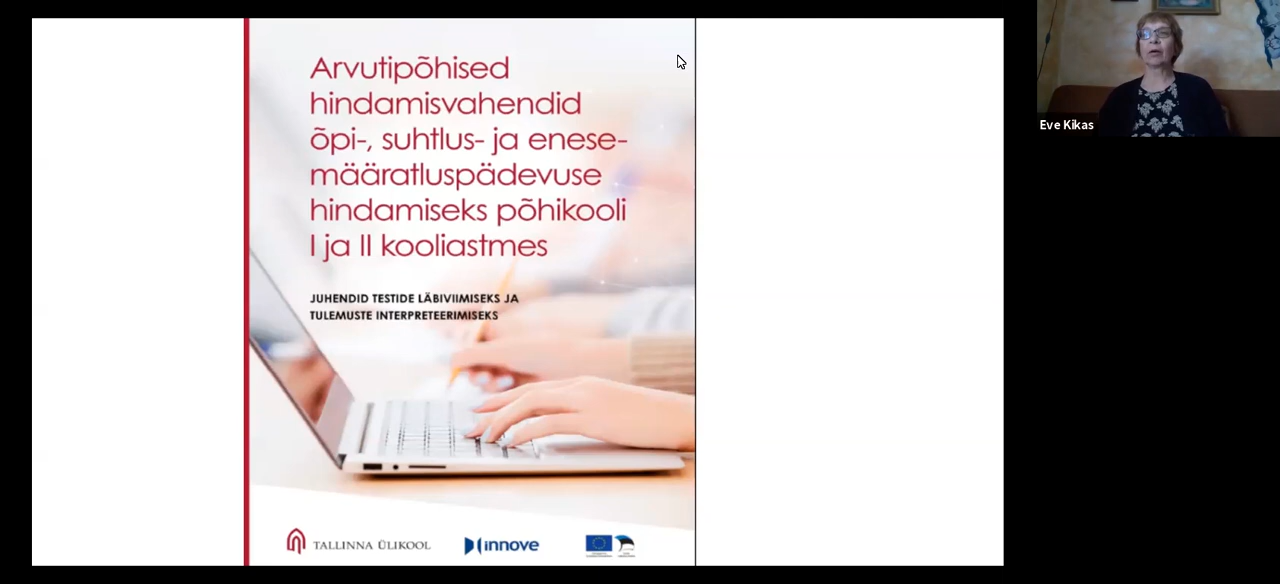 Arvutipõhised
hindamisvahendid
õpi-, suhtlus- ja enese-
määratluspädevuse
hindamiseks põhikooli
I ja II kooliastmes
JUHENDID TESTIDE LÄBIVIIMISEKS JA
TULEMUSTE INTERPRETEERIMISEKS
TALLINNA ÜLIKOOL
innove
Eve Kikas